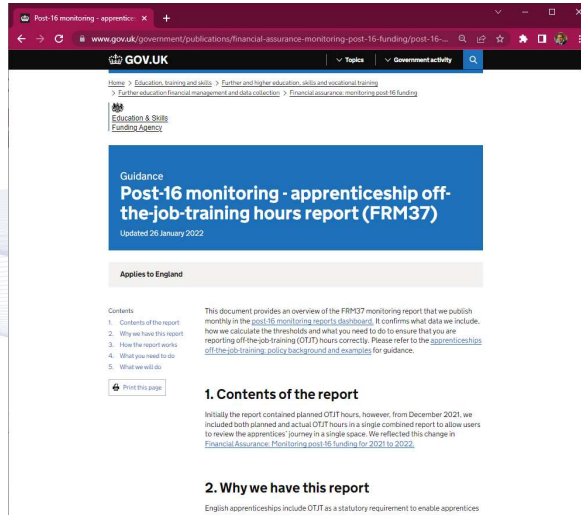 Post-16 monitoring - apprentices
www.gov.uk/government/publications/financial-assurance-monitoring-post-16-funding/post-16-...
GOV.UK
Topics
Government activity
Home > Education, training and skills > Further and higher education, skills and vocational training
> Further education financial management and data collection > Financial assurance: monitoring post-16 funding
Education & Skills
Funding Agency
Guidance
Post-16 monitoring - apprenticeship off-
the-job-training hours report (FRM37)
Updated 26 January 2022
Applies to England
Contents
1. Contents of the report
2. Why we have this report
3. How the report works
4. What you need to do
5. What we will do
Print this page
This document provides an overview of the FRM37 monitoring report that we publish
monthly in the post-16 monitoring reports dashboard. It confirms what data we include,
how we calculate the thresholds and what you need to do to ensure that you are
reporting off-the-job-training (OTJT) hours correctly. Please refer to the apprenticeships
off-the-job-training: policy background and examples for guidance.
1. Contents of the report
Initially the report contained planned OTJT hours, however, from December 2021, we
included both planned and actual OTJT hours in a single combined report to allow users
to review the apprentices' journey in a single space. We reflected this change in
Financial Assurance: Monitoring post-16 funding for 2021 to 2022.
2. Why we have this report
English apprenticeships include OTJT as a statutory requirement to enable apprentices